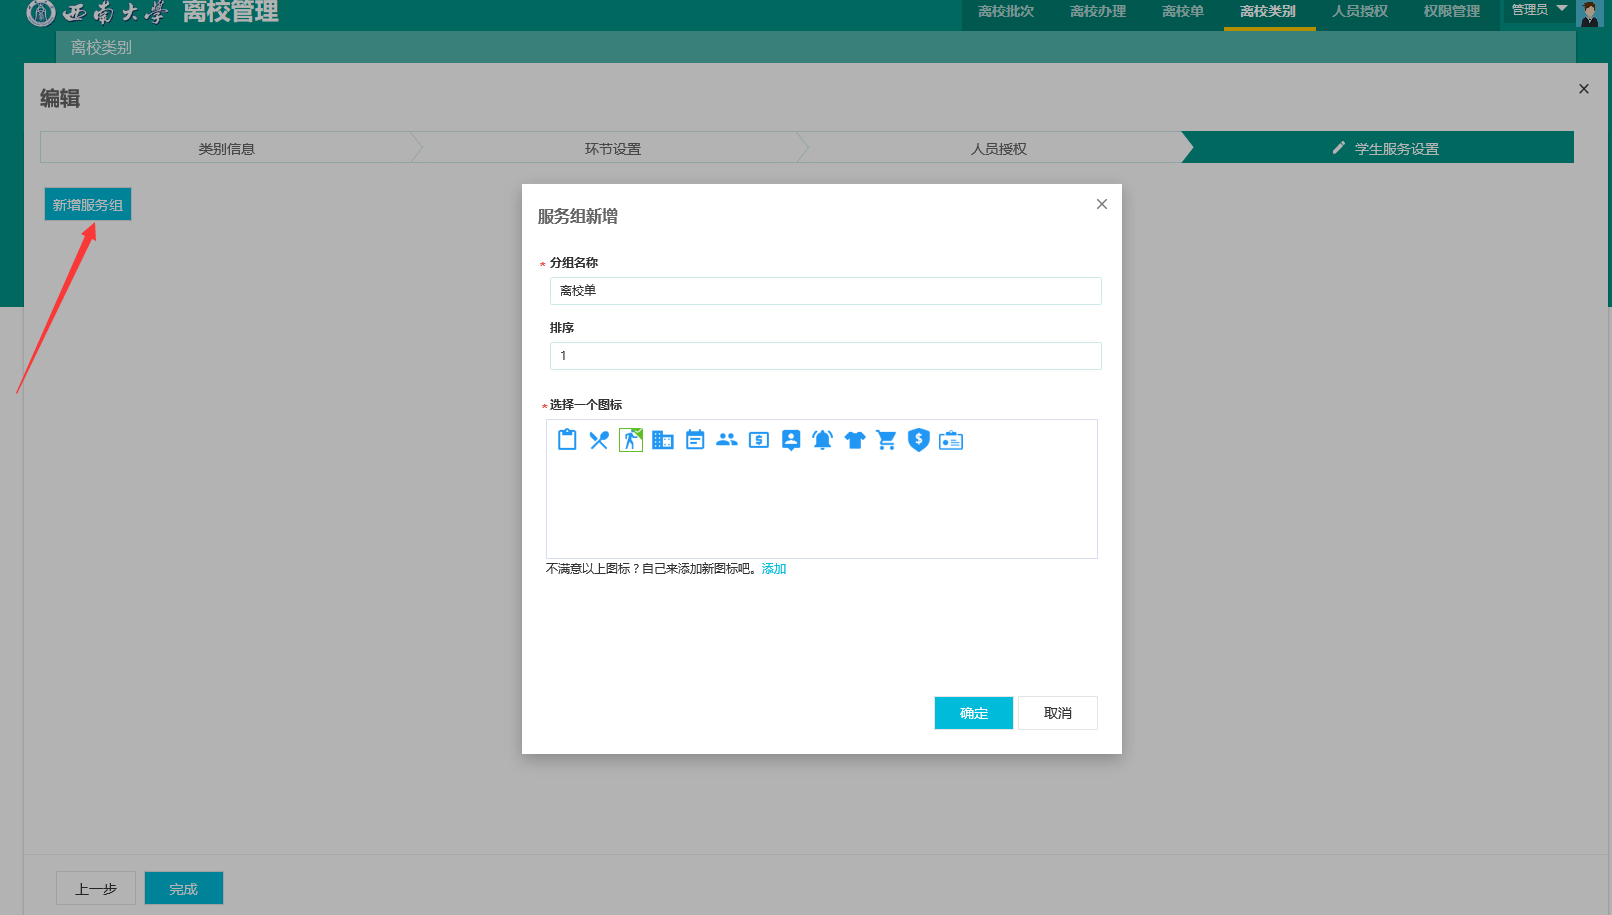 西南大学 离校管理
离校批次 离校办理 离校单 离校类别 人员授权 权限管理 管理员
离校类别
编辑
类别信息 环节设置 人员授权 学生服务设置
新增服务组
服务组新增
* 分组名称
离校单
排序
1
* 选择一个图标
不满意以上图标？自己来添加新图标吧。添加
确定 取消
上一步 完成